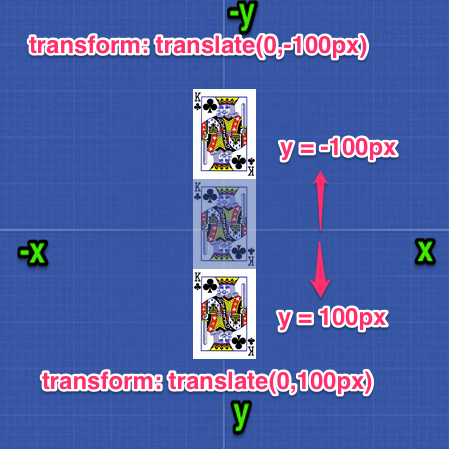 -y
transform: translate(0,-100px)
K
K
y = -100px
K
K
-x
x
K
K
y = 100px
transform: translate(0,100px)
y